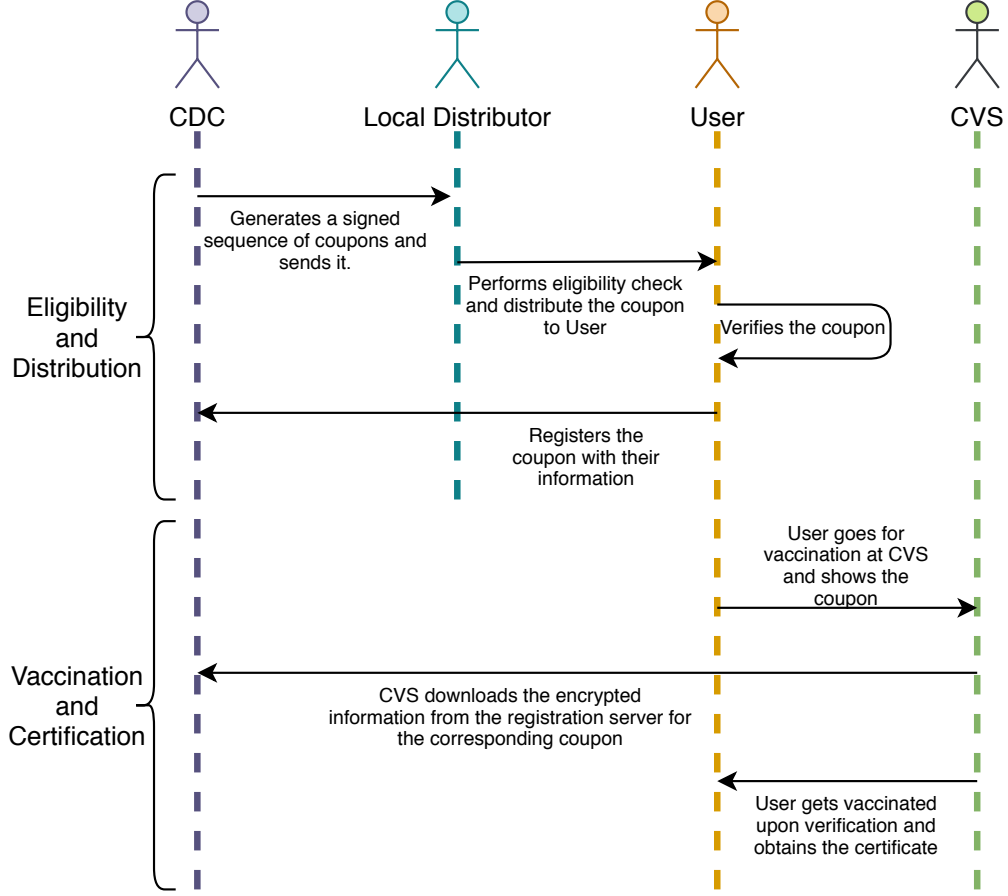 CDC
Local Distributor
User
CVS
Generates a signed
sequence of coupons and
sends it.
Performs eligibility check
and distribute the coupon
to User
Verifies the coupon
Eligibility
and
Distribution
Registers the
coupon with their
information
User goes for
vaccination at CVS
and shows the
coupon
Vaccination
and
Certification
CVS downloads the encrypted
information from the registration server for
the corresponding coupon
User gets vaccinated
upon verification and
obtains the certificate